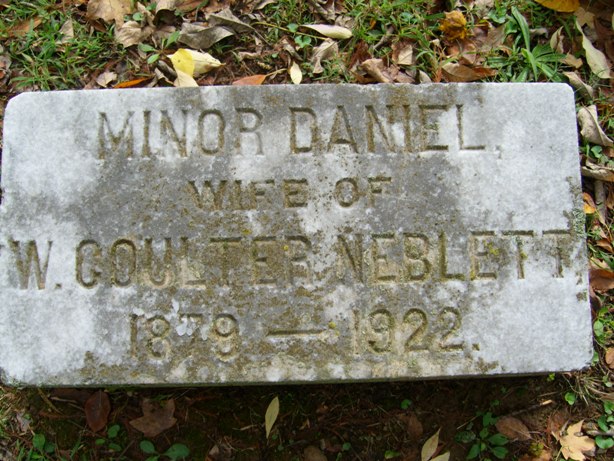 MINOR DANIEL,
WIFE OF
W. COULTER NEBLETT.
1879 — 1922.